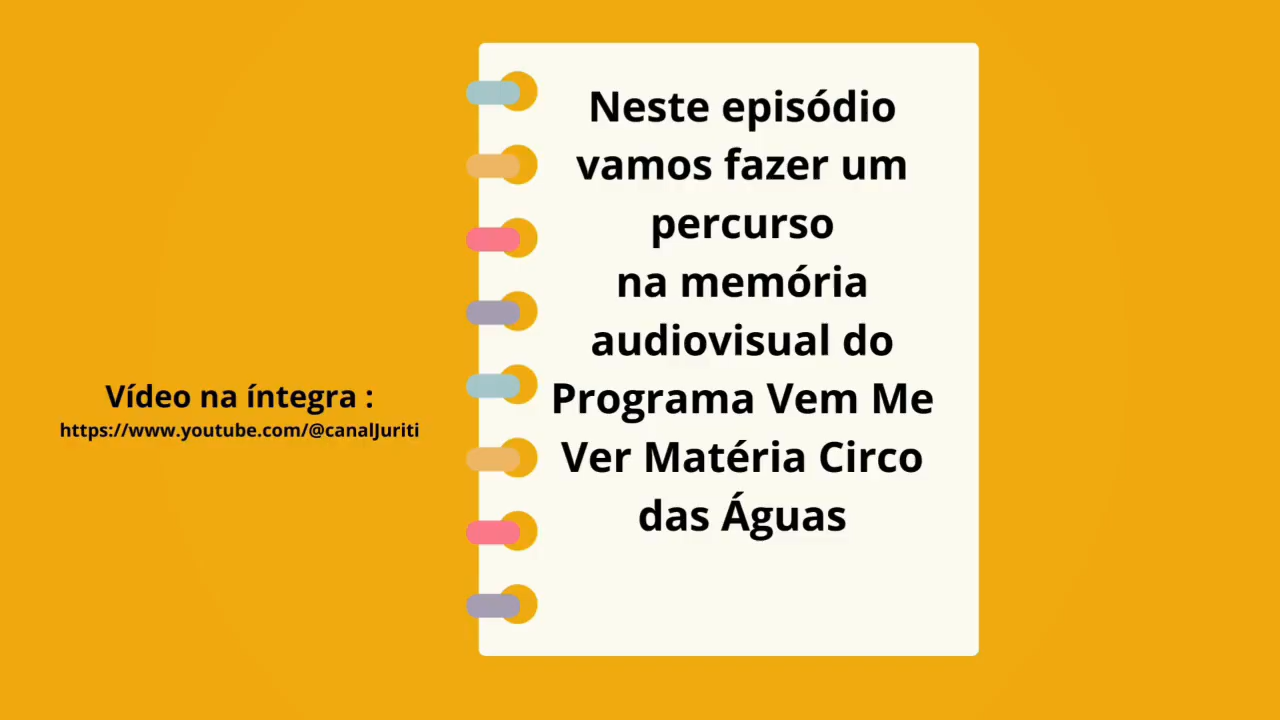 Neste episódio
vamos fazer um
percurso
na memória
audiovisual do
Programa Vem Me
Ver Matéria Circo
das Águas
Vídeo na íntegra :
https://www.youtube.com/@canalJuriti